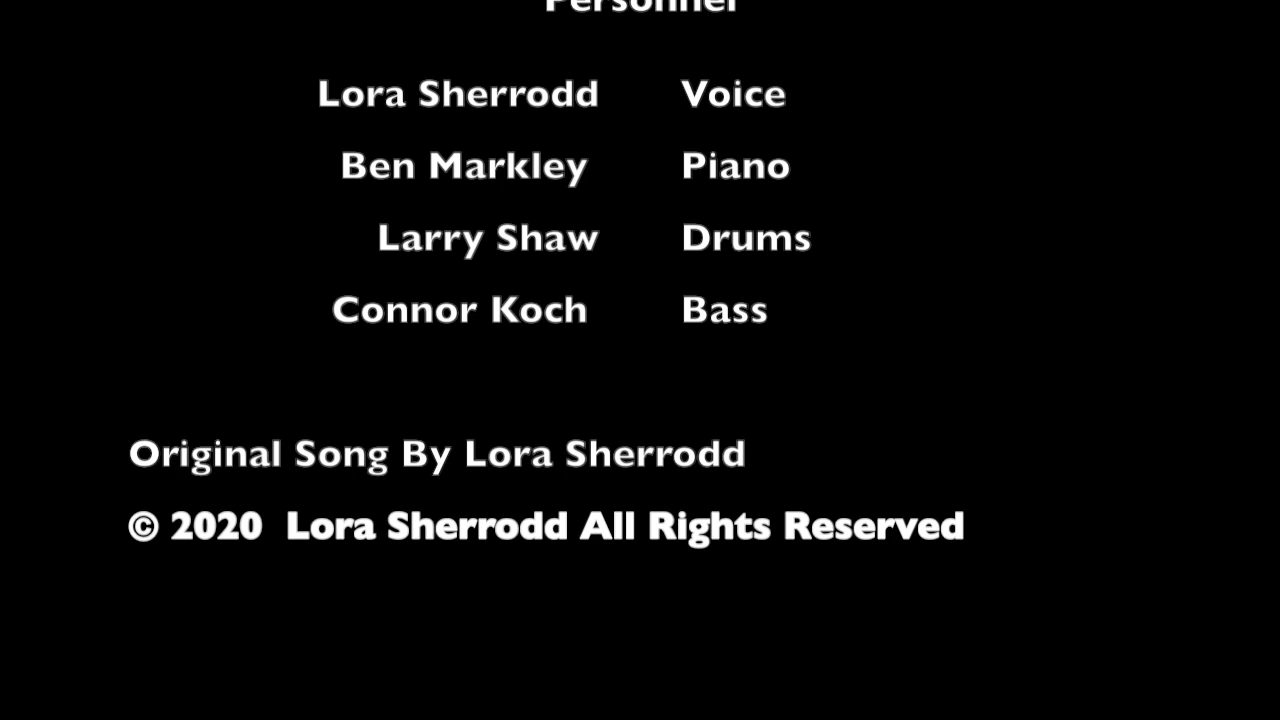 Personnel
Lora Sherrodd Voice
Ben Markley Piano
Larry Shaw Drums
Connor Koch Bass
Original Song By Lora Sherrodd
© 2020 Lora Sherrodd All Rights Reserved